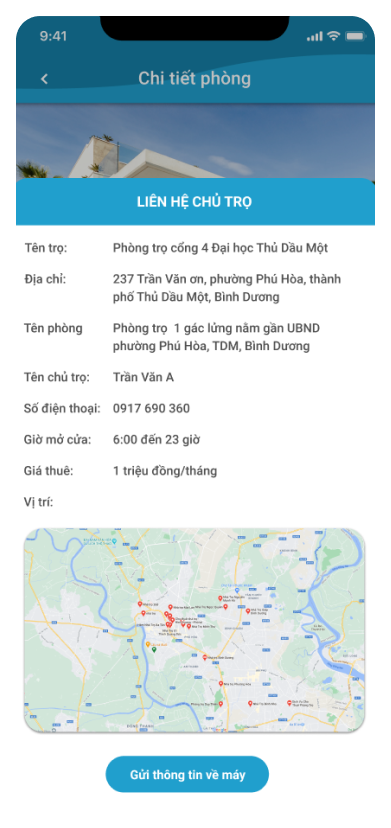 9:41
Chi tiết phòng
LIÊN HỆ CHỦ TRỌ
Tên trọ: Phòng trọ cổng 4 Đại học Thủ Dầu Một
Địa chỉ: 237 Trần Văn ơn, phường Phú Hòa, thành
phố Thủ Dầu Một, Bình Dương
Tên phòng Phòng trọ 1 gác lửng nằm gần UBND
phường Phú Hòa, TDM, Bình Dương
Tên chủ trọ: Trần Văn A
Số điện thoại: 0917 690 360
Giờ mở cửa: 6:00 đến 23 giờ
Giá thuê: 1 triệu đồng/tháng
Vị trí:
Gửi thông tin về máy